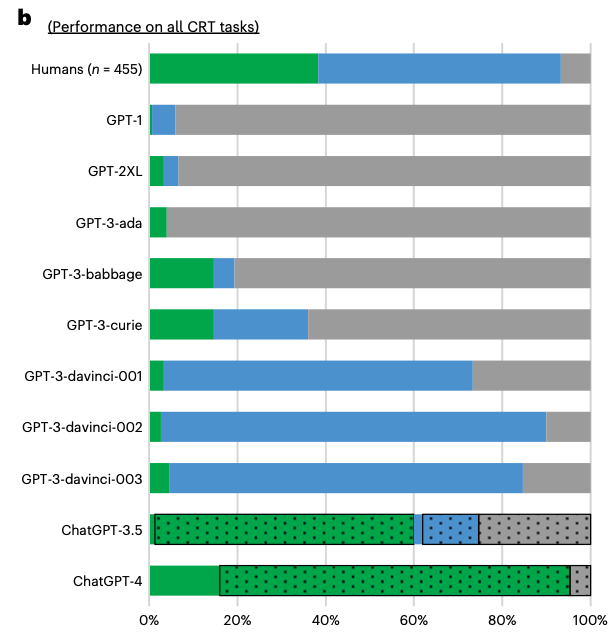 b
(Performance on all CRT tasks)
Humans (n = 455)
GPT-1
GPT-2XL
GPT-3-ada
GPT-3-babbage
GPT-3-curie
GPT-3-davinci-001
GPT-3-davinci-002
GPT-3-davinci-003
ChatGPT-3.5
ChatGPT-4
0% 20% 40% 60% 80% 100%